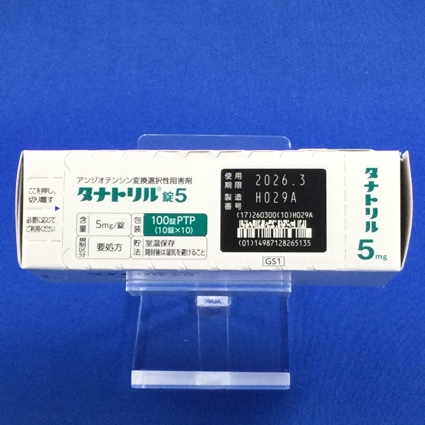 ここを押し、
切り離す
必要に応じて
ご利用ください
アンジオテンシン変換選択性阻害剤
タナトリル®錠5
含量 5mg/錠
包装 100錠PTP
(10錠×10)
規制区分 要処方
貯法 室温保存
開封後は湿気を避けること
使用期限 2026.3
製造番号 H029A
(17)260300(10)H029A
(01)14987128265135
GS1
タナトリル
5mg